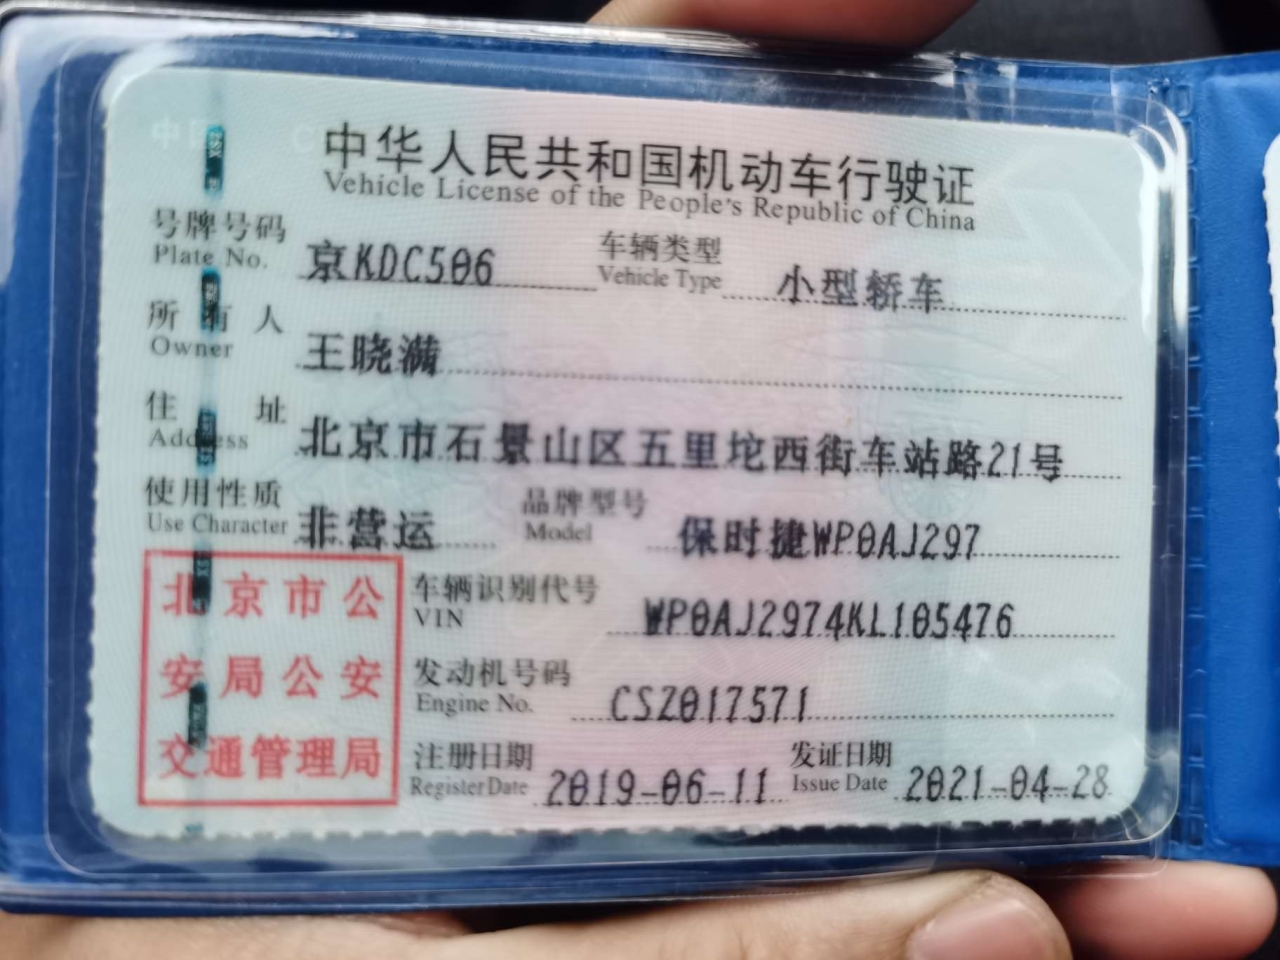 中华人民共和国机动车行驶证
Vehicle License of the People's Republic of China
号牌号码 京KDC506 车辆类型 小型轿车
Plate No. Vehicle Type
所有人 王晓满
Owner
住址 北京市石景山区五里坨西街车站路21号
Address
使用性质 非营运 品牌型号 保时捷WP0AJ297
Use Character Model
北京市公
安局公安
交通管理局
车辆识别代号 WP0AJ2974KL105476
VIN
发动机号码 CSZ017571
Engine No.
注册日期 2019-06-11 发证日期 2021-04-28
Register Date Issue Date